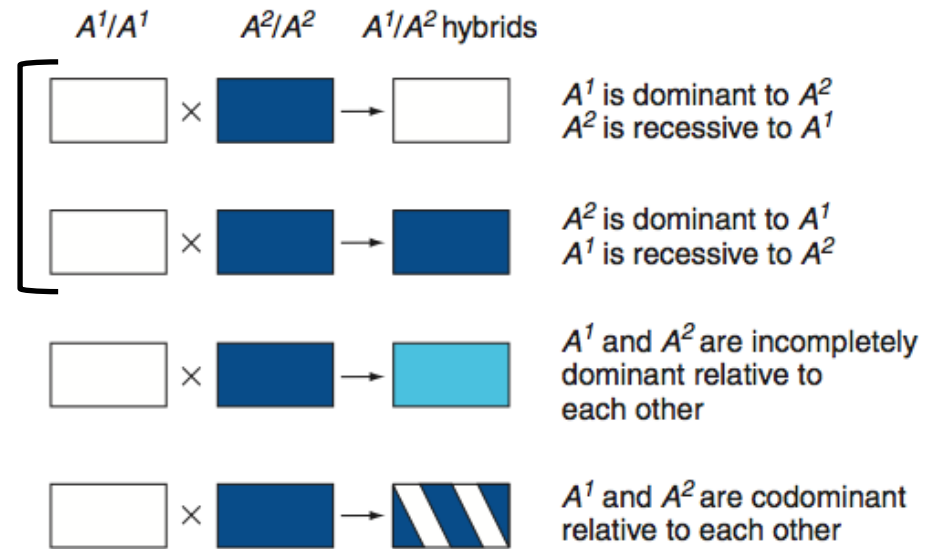 A¹/A¹ A²/A² A¹/A² hybrids
× → A¹ is dominant to A²
A² is recessive to A¹
× → A² is dominant to A¹
A¹ is recessive to A²
× → A¹ and A² are incompletely
dominant relative to
each other
× → A¹ and A² are codominant
relative to each other